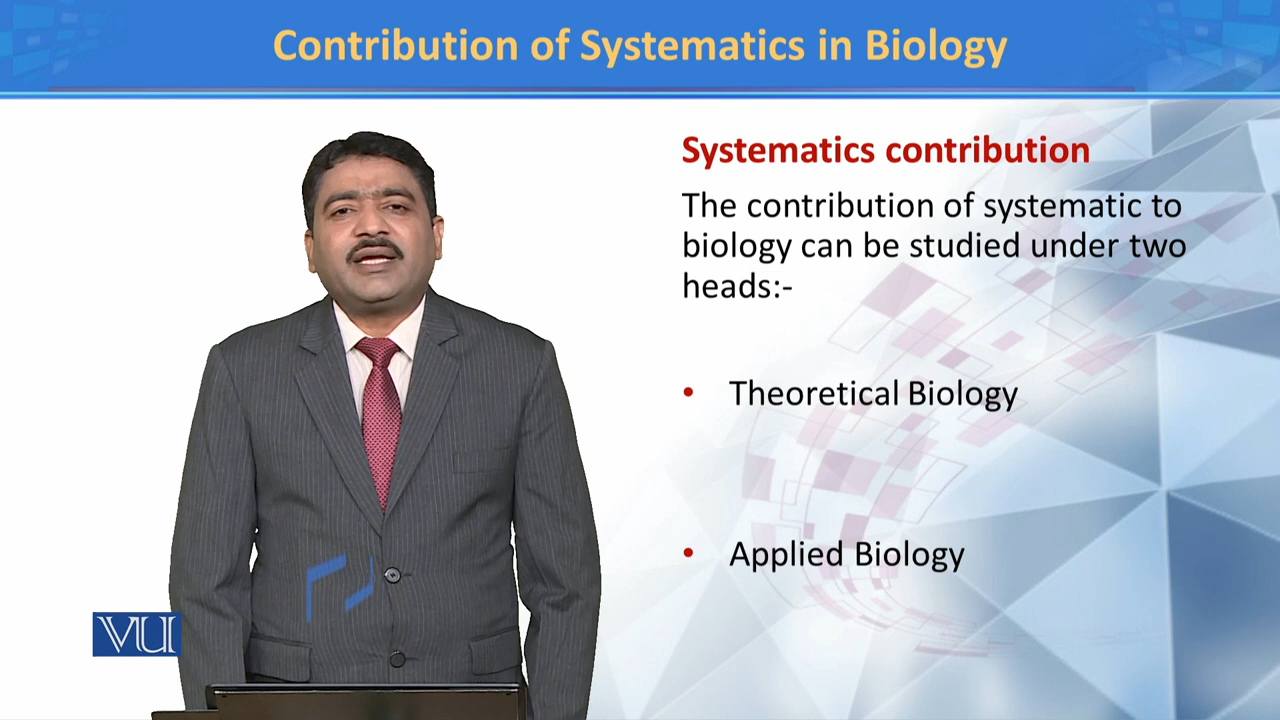 Contribution of Systematics in Biology
Systematics contribution
The contribution of systematic to
biology can be studied under two
heads:-
• Theoretical Biology
• Applied Biology
VU